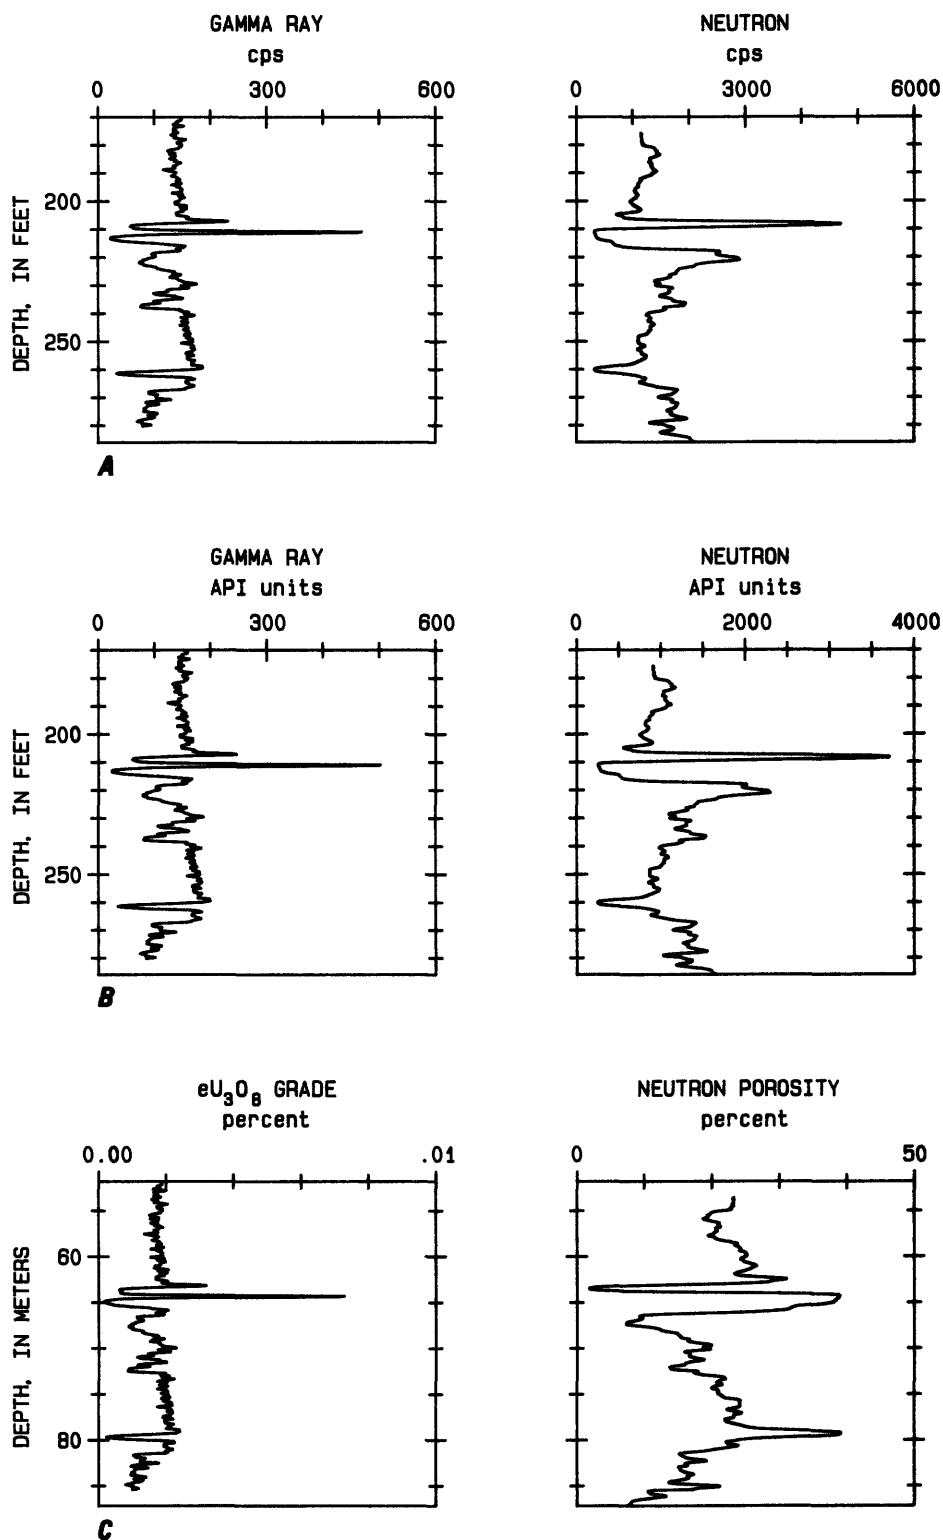 GAMMA RAY
cps
0 300 600
NEUTRON
cps
0 3000 6000
DEPTH, IN FEET
200
250
A
GAMMA RAY
API units
0 300 600
NEUTRON
API units
0 2000 4000
DEPTH, IN FEET
200
250
B
eU₃O₈ GRADE
percent
0.00 .01
NEUTRON POROSITY
percent
0 50
DEPTH, IN METERS
60
80
C